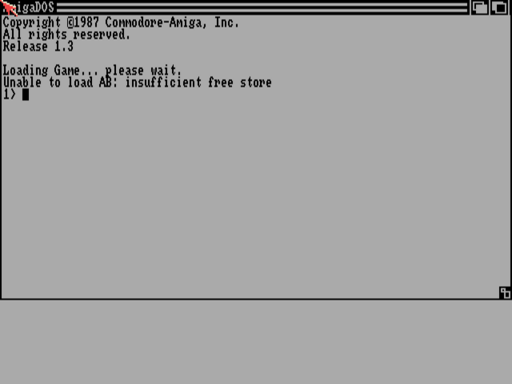 AmigaDOS
Copyright ©1987 Commodore-Amiga, Inc.
All rights reserved.
Release 1.3
Loading Game... please wait.
Unable to load AB: insufficient free store
1>